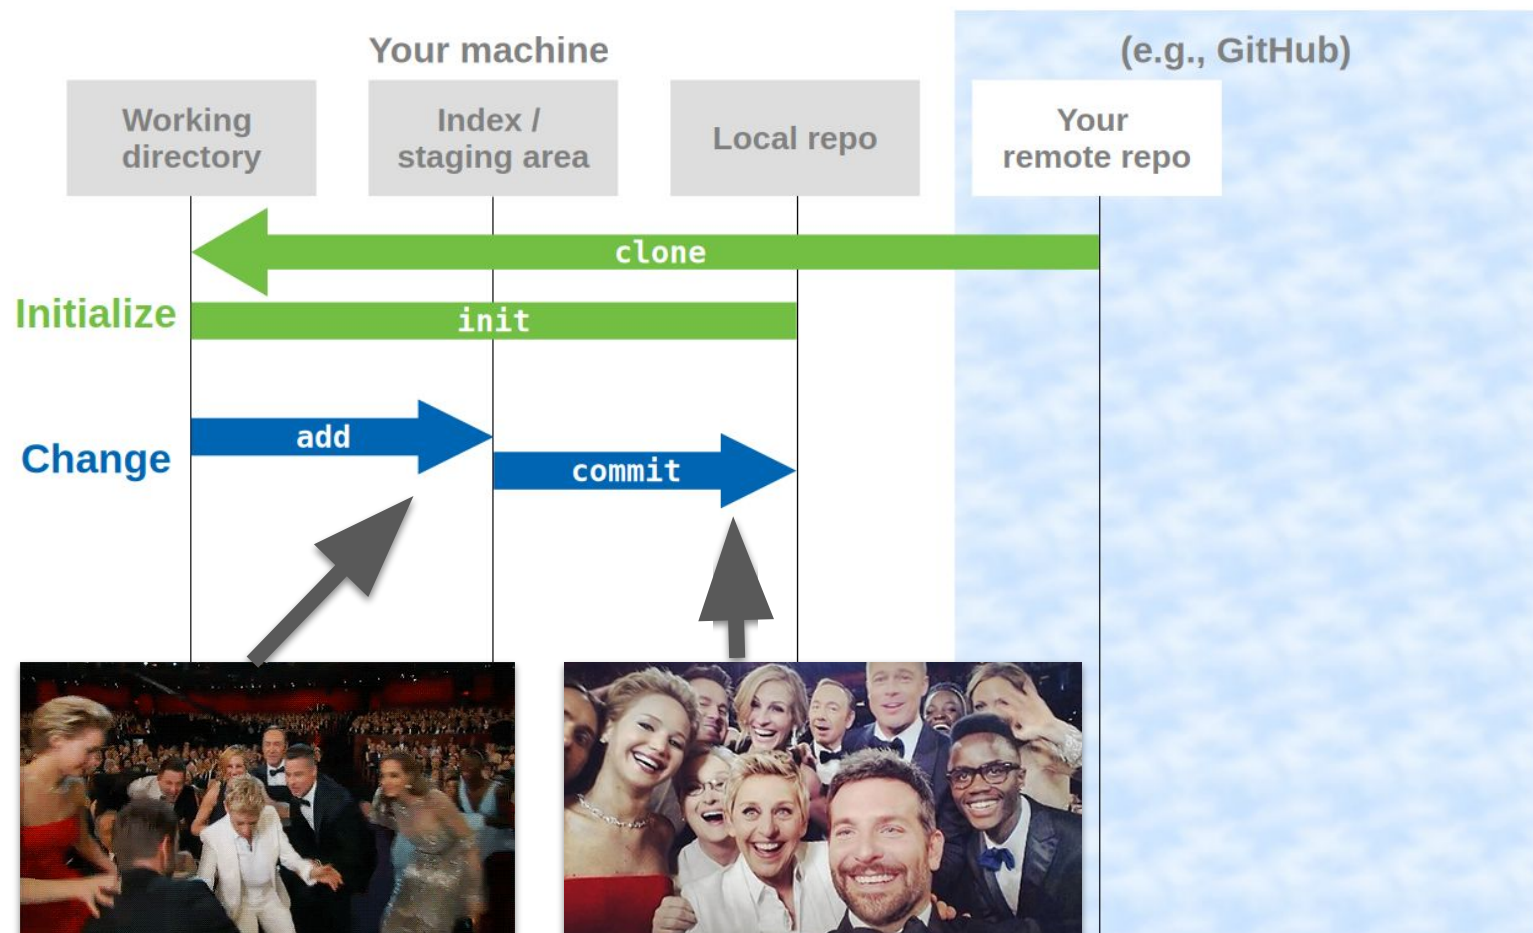 Your machine
(e.g., GitHub)
Working
directory
Index /
staging area
Local repo
Your
remote repo
clone
Initialize
init
add
Change
commit